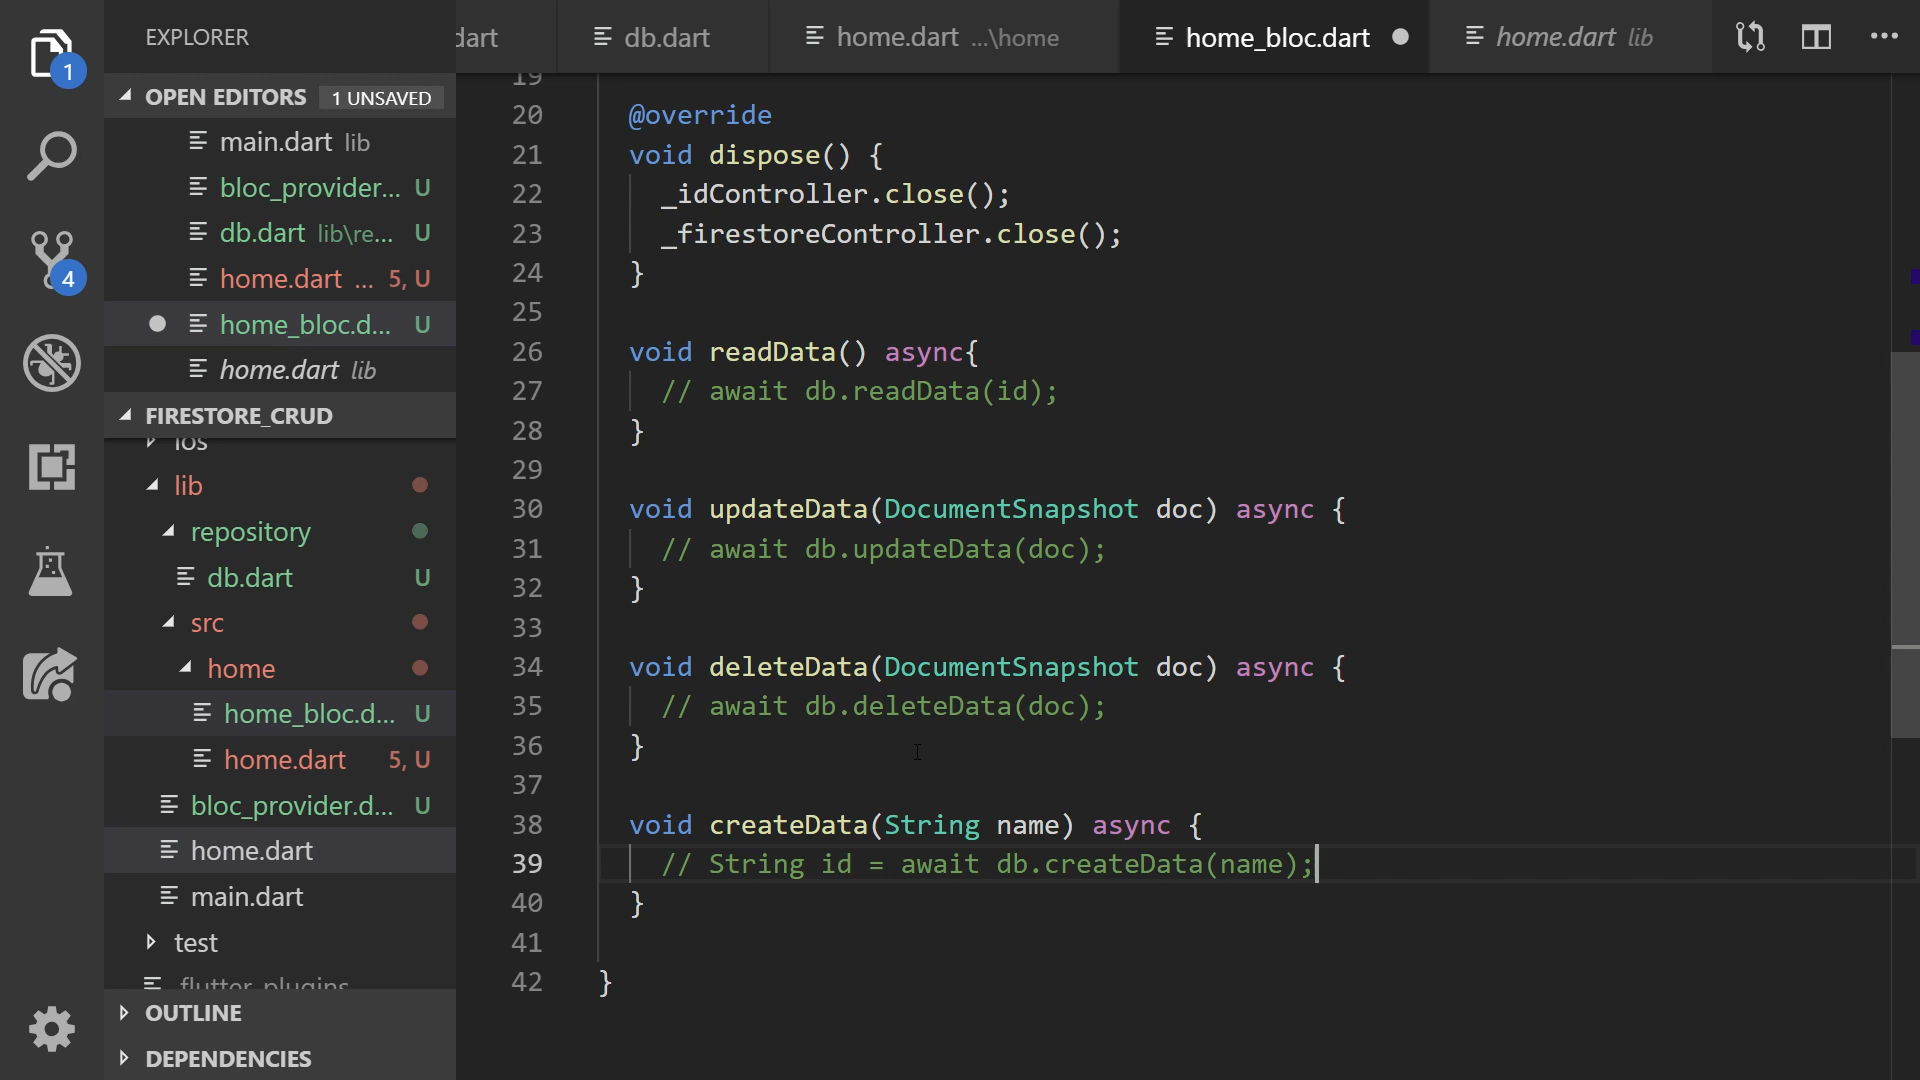 EXPLORER
1
OPEN EDITORS 1 UNSAVED
main.dart lib
bloc_provider... U
db.dart lib\re... U
home.dart ... 5, U
home_bloc.d... U
home.dart lib
4
FIRESTORE_CRUD
ios
lib
repository
db.dart U
src
home
home_bloc.d... U
home.dart 5, U
bloc_provider.d... U
home.dart
main.dart
test
flutter-plugins
OUTLINE
DEPENDENCIES
dart
db.dart
home.dart ...\home
home_bloc.dart
home.dart lib
19
20 @override
21 void dispose() {
22 _idController.close();
23 _firestoreController.close();
24 }
25
26 void readData() async{
27 // await db.readData(id);
28 }
29
30 void updateData(DocumentSnapshot doc) async {
31 // await db.updateData(doc);
32 }
33
34 void deleteData(DocumentSnapshot doc) async {
35 // await db.deleteData(doc);
36 }
37
38 void createData(String name) async {
39 // String id = await db.createData(name);
40 }
41
42 }